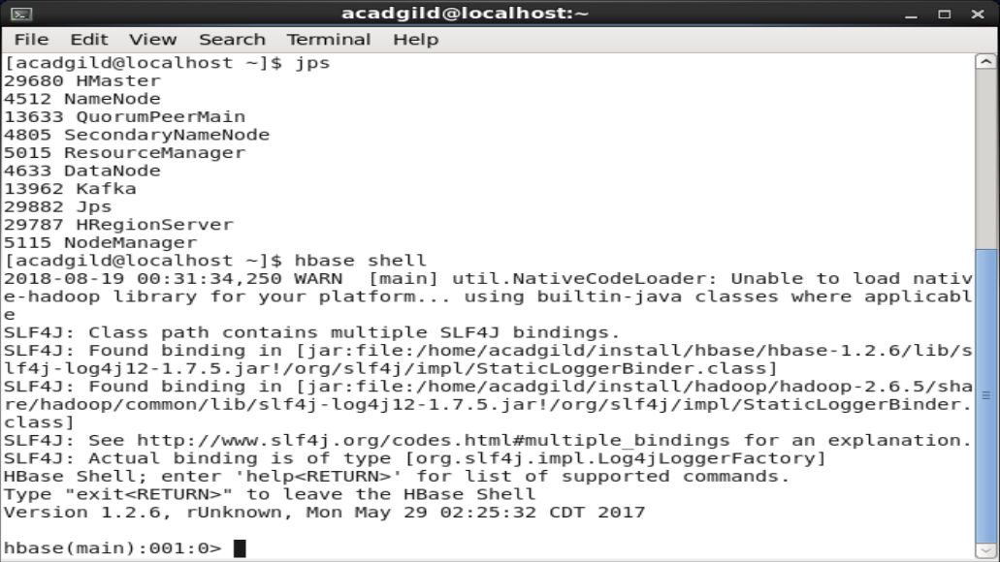 acadgild@localhost:~
File Edit View Search Terminal Help
[acadgild@localhost ~]$ jps
29680 HMaster
4512 NameNode
13633 QuorumPeerMain
4805 SecondaryNameNode
5015 ResourceManager
4633 DataNode
13962 Kafka
29882 Jps
29787 HRegionServer
5115 NodeManager
[acadgild@localhost ~]$ hbase shell
2018-08-19 00:31:34,250 WARN  [main] util.NativeCodeLoader: Unable to load nativ
e-hadoop library for your platform... using builtin-java classes where applicabl
e
SLF4J: Class path contains multiple SLF4J bindings.
SLF4J: Found binding in [jar:file:/home/acadgild/install/hbase/hbase-1.2.6/lib/s
lf4j-log4j12-1.7.5.jar!/org/slf4j/impl/StaticLoggerBinder.class]
SLF4J: Found binding in [jar:file:/home/acadgild/install/hadoop/hadoop-2.6.5/sha
re/hadoop/common/lib/slf4j-log4j12-1.7.5.jar!/org/slf4j/impl/StaticLoggerBinder.
class]
SLF4J: See http://www.slf4j.org/codes.html#multiple_bindings for an explanation.
SLF4J: Actual binding is of type [org.slf4j.impl.Log4jLoggerFactory]
HBase Shell; enter 'help<RETURN>' for list of supported commands.
Type "exit<RETURN>" to leave the HBase Shell
Version 1.2.6, rUnknown, Mon May 29 02:25:32 CDT 2017
hbase(main):001:0>